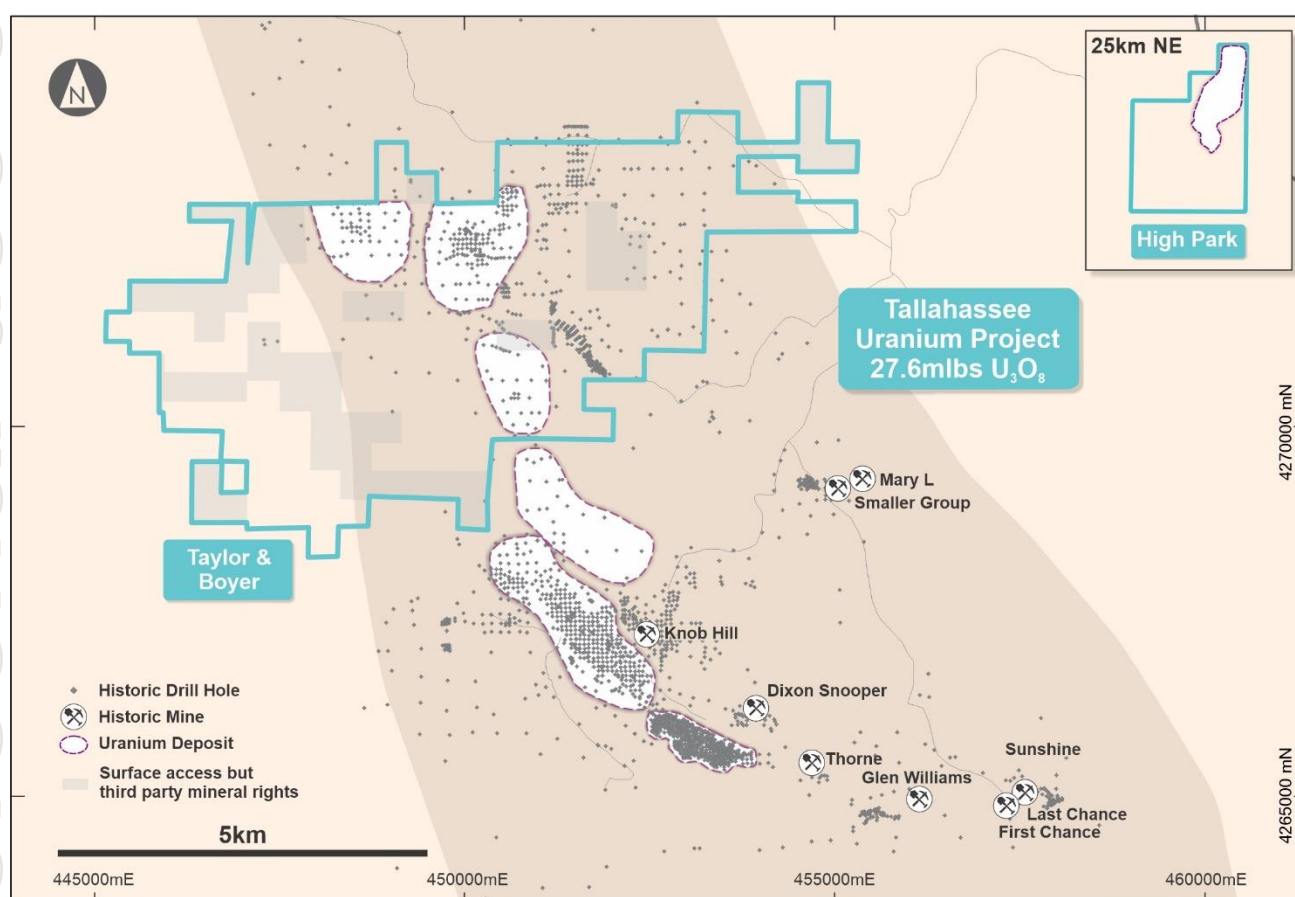 25km NE
N
High Park
Tallahassee
Uranium Project
27.6mlbs U₃O₈
4270000 mN
Mary L
Smaller Group
Taylor &
Boyer
Knob Hill
Historic Drill Hole
Historic Mine
Uranium Deposit
Surface access but
third party mineral rights
Dixon Snooper
Thorne
Sunshine
Glen Williams
Last Chance
First Chance
4265000 mN
5km
445000mE
450000mE
455000mE
460000mE